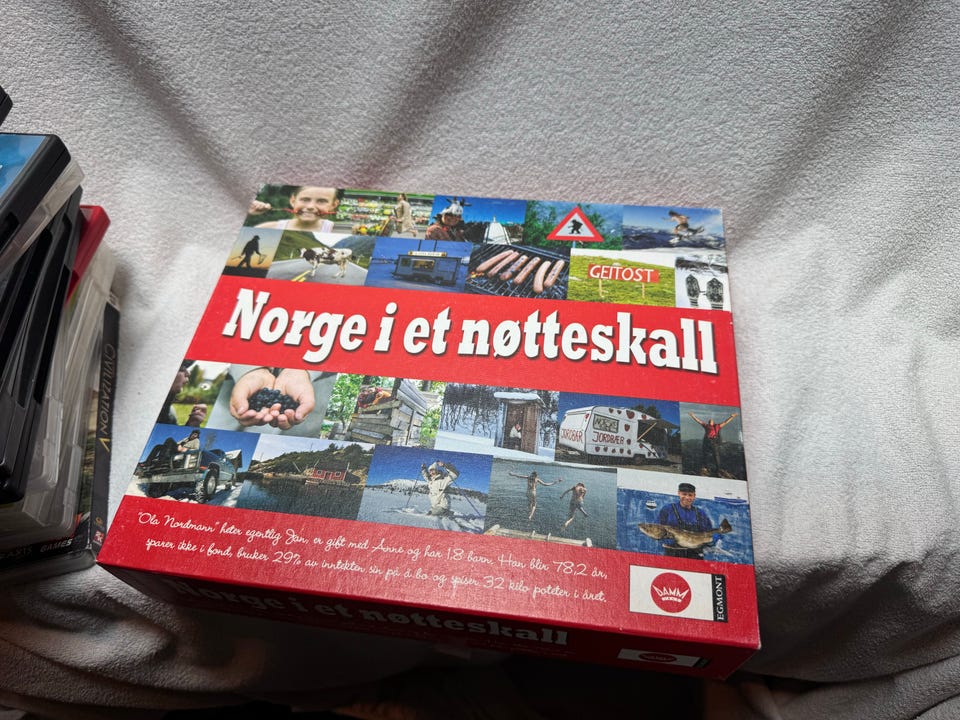 GEITOST
Norge i et nøtteskall
JORDBÆR
JORDBÆR
"Ola Nordmann" heter egentlig Jan, er gift med Anne og har 1,8 barn. Han blir 78,2 år,
sparer ikke i fond, bruker 29% av inntekten sin på å bo og spiser 32 kilo poteter i året.
DAMM
EGMONT
Norge i et nøtteskall
CIVILIZATION V
GAMES